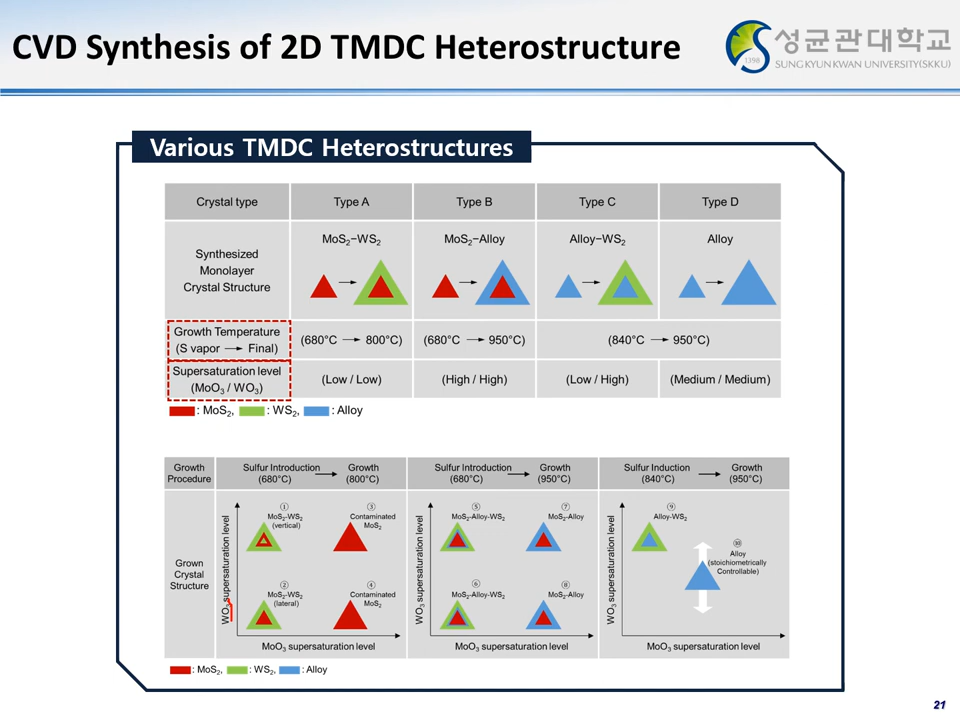 CVD Synthesis of 2D TMDC Heterostructure
성균관대학교
SUNG KYUN KWAN UNIVERSITY(SKKU)
1398
Various TMDC Heterostructures
Crystal type
Type A
Type B
Type C
Type D
Synthesized
Monolayer
Crystal Structure
MoS₂−WS₂
MoS₂−Alloy
Alloy−WS₂
Alloy
Growth Temperature
(S vapor → Final)
(680°C → 800°C)
(680°C → 950°C)
(840°C → 950°C)
Supersaturation level
(MoO₃ / WO₃)
(Low / Low)
(High / High)
(Low / High)
(Medium / Medium)
: MoS₂, : WS₂, : Alloy
Growth
Procedure
Sulfur Introduction → Growth
(680°C) (800°C)
Sulfur Introduction → Growth
(680°C) (950°C)
Sulfur Induction → Growth
(840°C) (950°C)
Grown
Crystal
Structure
WO₃ supersaturation level
①
MoS₂-WS₂
(vertical)
③
Contaminated
MoS₂
②
MoS₂-WS₂
(lateral)
④
Contaminated
MoS₂
MoO₃ supersaturation level
WO₃ supersaturation level
⑤
MoS₂-Alloy-WS₂
⑦
MoS₂-Alloy
⑥
MoS₂-Alloy-WS₂
⑧
MoS₂-Alloy
MoO₃ supersaturation level
WO₃ supersaturation level
⑨
Alloy-WS₂
⑩
Alloy
(stoichiometrically
Controllable)
MoO₃ supersaturation level
: MoS₂, : WS₂, : Alloy
21